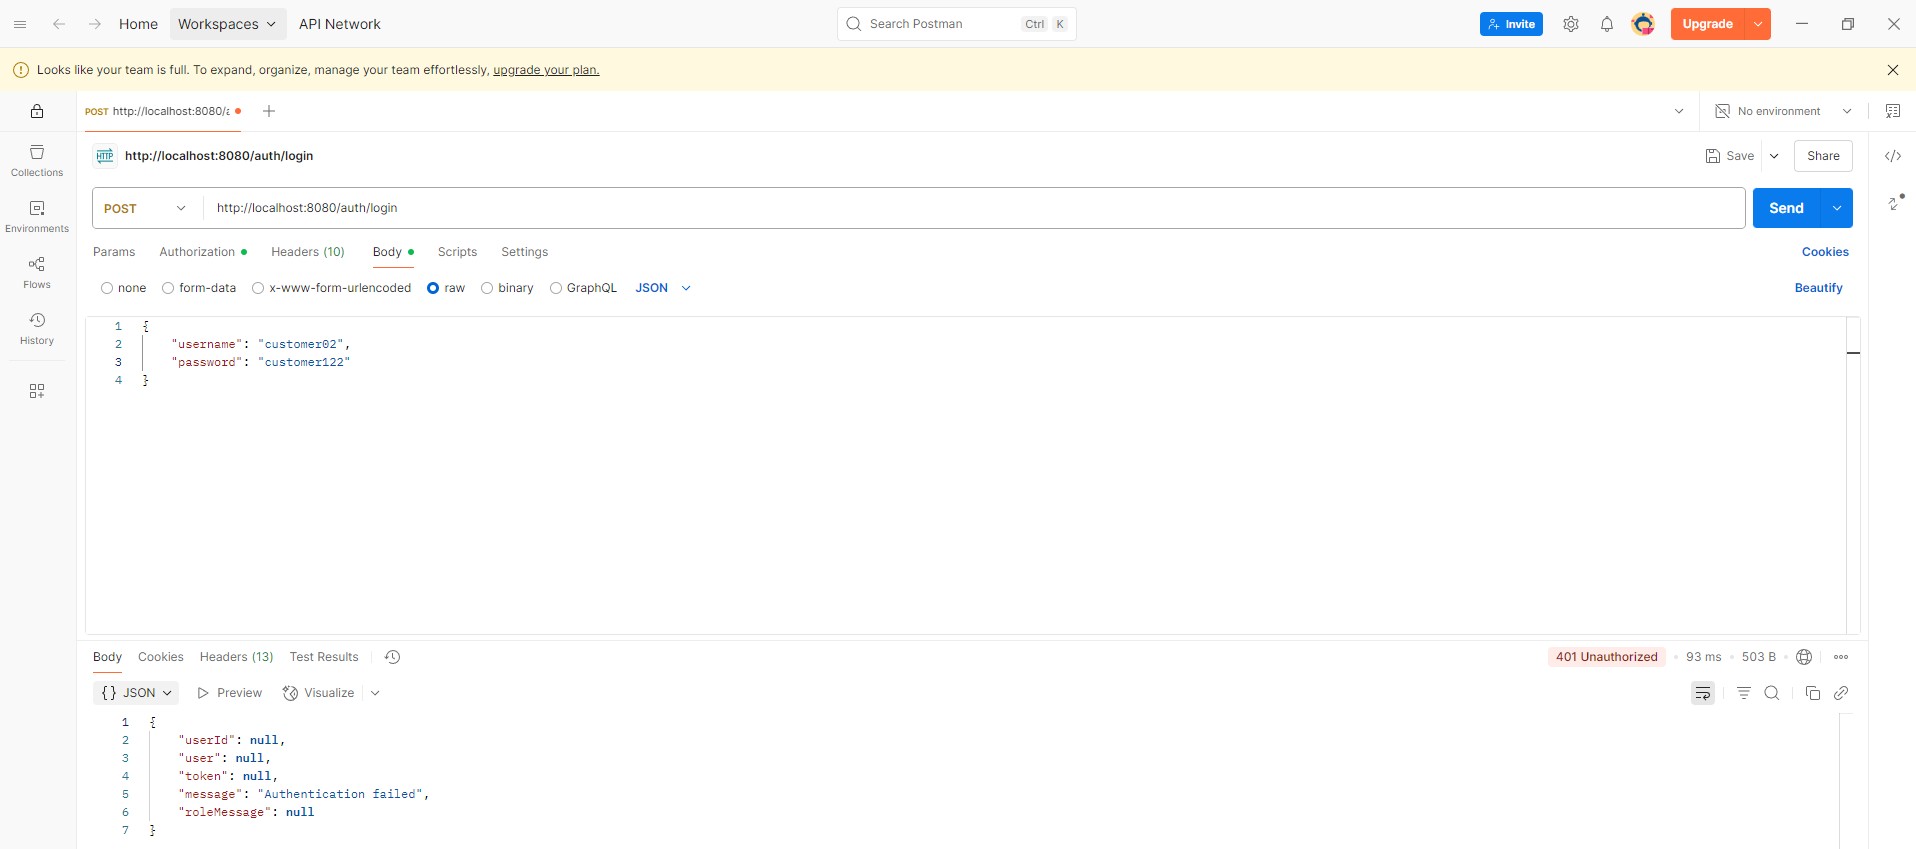 Home Workspaces API Network Search Postman Ctrl K Invite Upgrade
Looks like your team is full. To expand, organize, manage your team effortlessly, upgrade your plan.
POST http://localhost:8080/a No environment
HTTP http://localhost:8080/auth/login Save Share
Collections
POST http://localhost:8080/auth/login Send
Environments
Params Authorization Headers (10) Body Scripts Settings Cookies
Flows
none form-data x-www-form-urlencoded raw binary GraphQL JSON Beautify
History
1 {
2 "username": "customer02",
3 "password": "customer122"
4 }
Body Cookies Headers (13) Test Results 401 Unauthorized 93 ms 503 B
{} JSON Preview Visualize
1 {
2 "userId": null,
3 "user": null,
4 "token": null,
5 "message": "Authentication failed",
6 "roleMessage": null
7 }